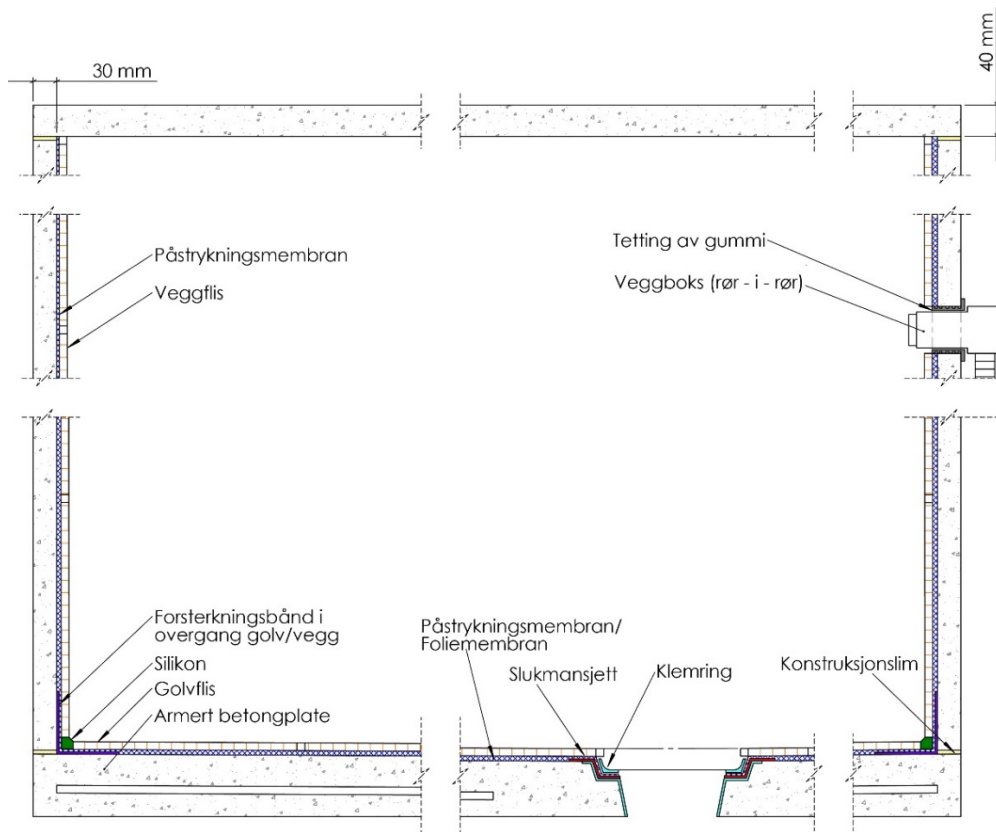 30 mm
40 mm
Påstrykningsmembran
Veggflis
Tetting av gummi
Veggboks (rør - i - rør)
Forsterkningsbånd i
overgang golv/vegg
Silikon
Golvflis
Armert betongplate
Påstrykningsmembran/
Foliemembran
Slukmansjett
Klemring
Konstruksjonslim